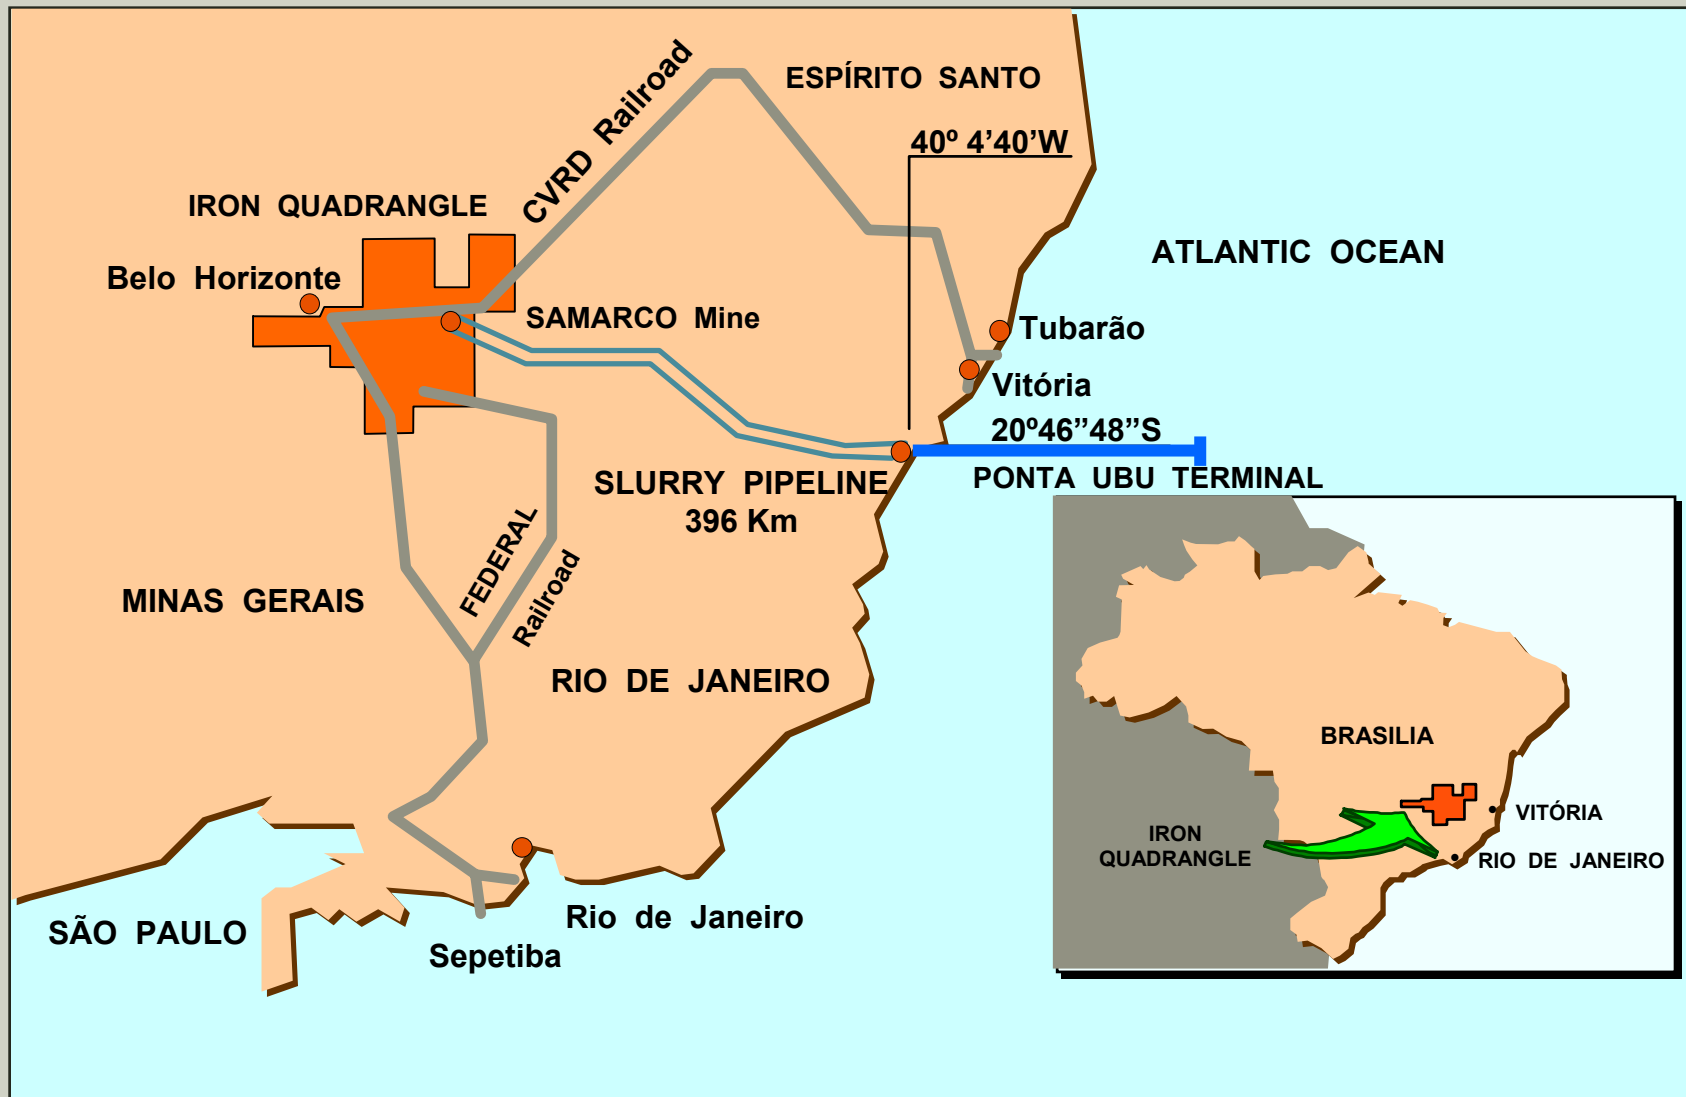 ESPÍRITO SANTO
CVRD Railroad
40º 4’40’W
IRON QUADRANGLE
ATLANTIC OCEAN
Belo Horizonte
SAMARCO Mine
Tubarão
Vitória
20º46”48”S
PONTA UBU TERMINAL
SLURRY PIPELINE
396 Km
FEDERAL
Railroad
MINAS GERAIS
RIO DE JANEIRO
BRASILIA
VITÓRIA
IRON
QUADRANGLE
RIO DE JANEIRO
SÃO PAULO
Rio de Janeiro
Sepetiba